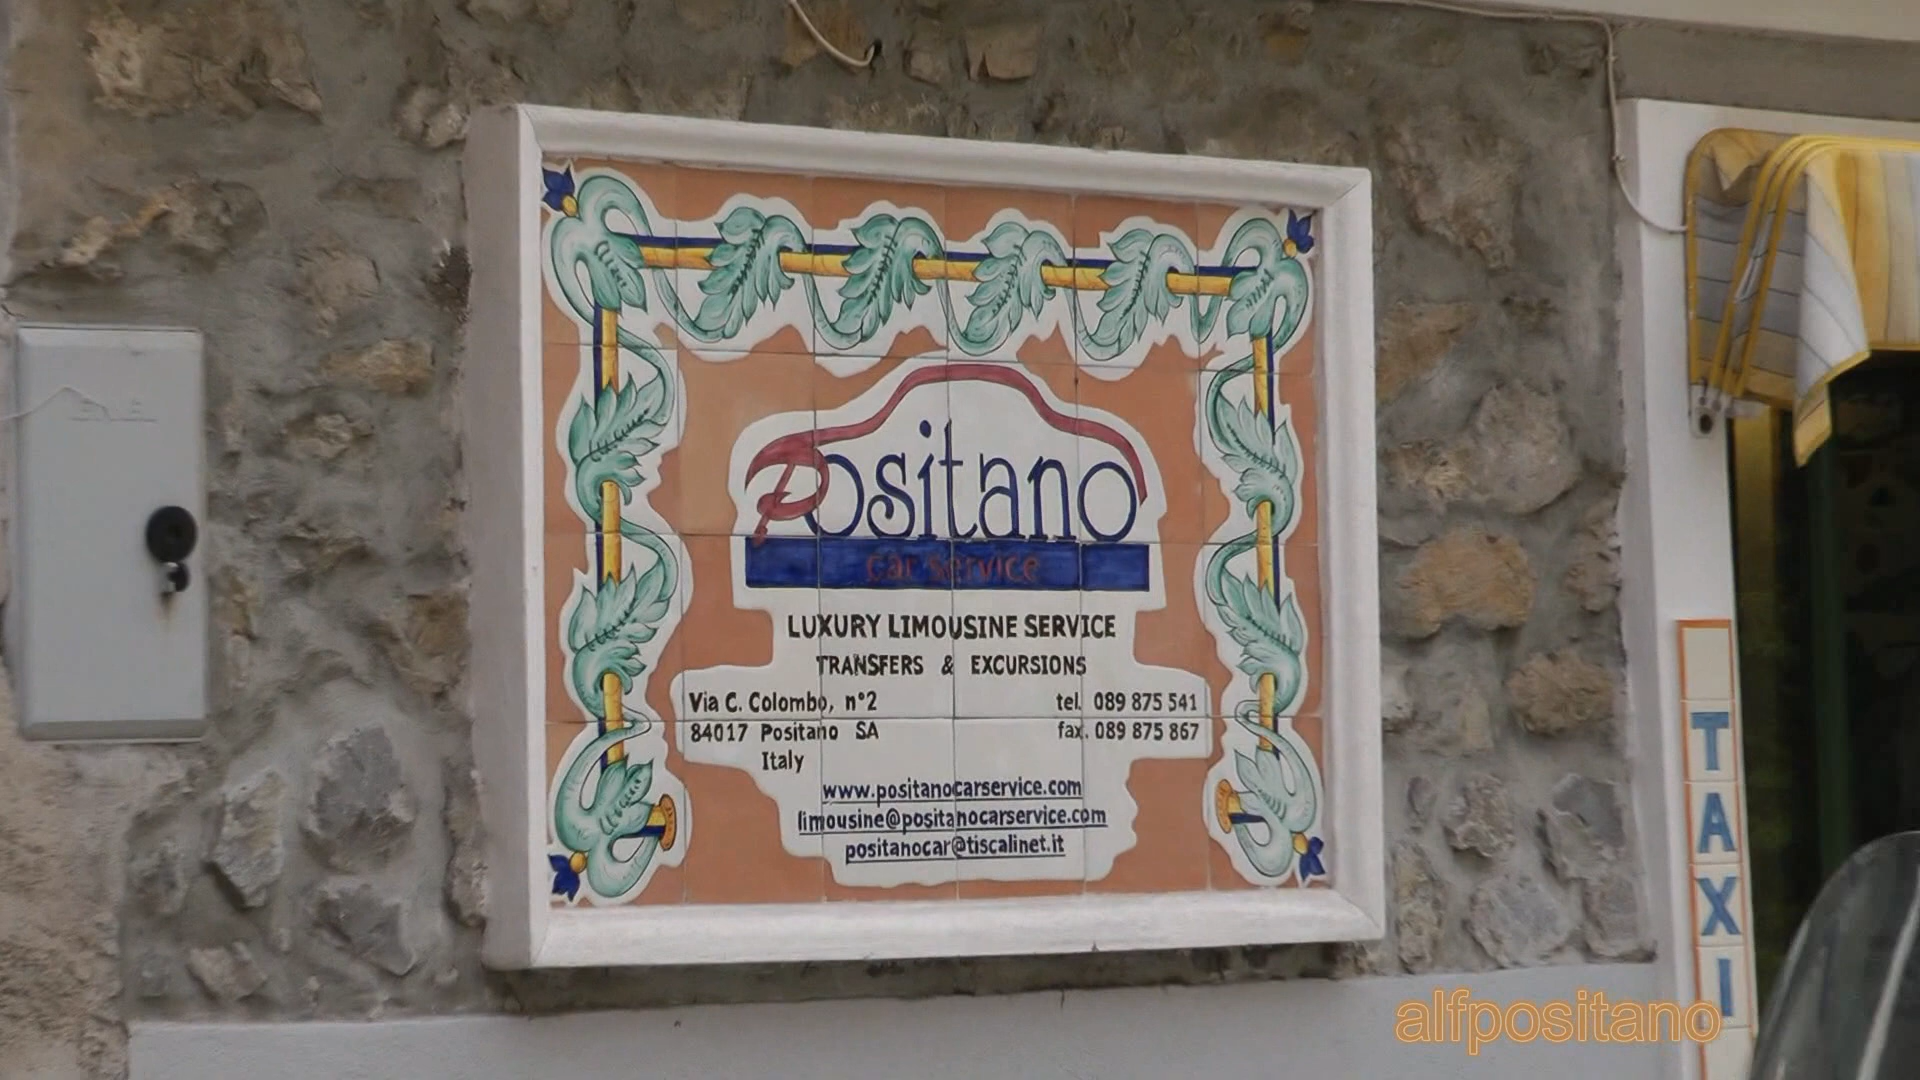 Positano
car service
LUXURY LIMOUSINE SERVICE
TRANSFERS & EXCURSIONS
Via C. Colombo, n°2
tel. 089 875 541
84017 Positano SA
fax. 089 875 867
Italy
www.positanocarservice.com
limousine@positanocarservice.com
positanocar@tiscalinet.it
TAXI
alfpositano